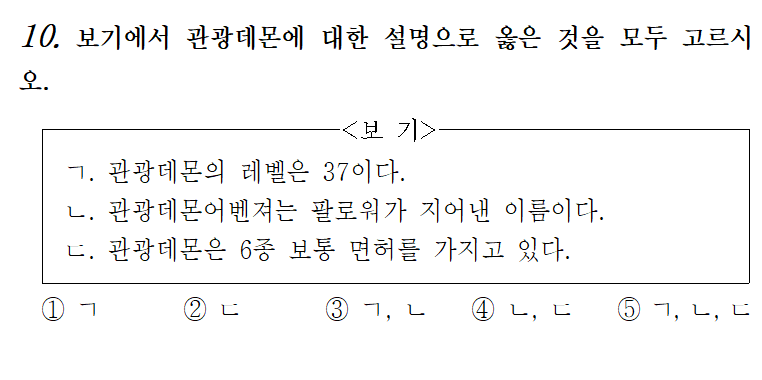 10. 보기에서 관광데몬에 대한 설명으로 옳은 것을 모두 고르시
오.
<보 기>
ㄱ. 관광데몬의 레벨은 37이다.
ㄴ. 관광데몬어벤져는 팔로워가 지어낸 이름이다.
ㄷ. 관광데몬은 6종 보통 면허를 가지고 있다.
① ㄱ ② ㄷ ③ ㄱ, ㄴ ④ ㄴ, ㄷ ⑤ ㄱ, ㄴ, ㄷ